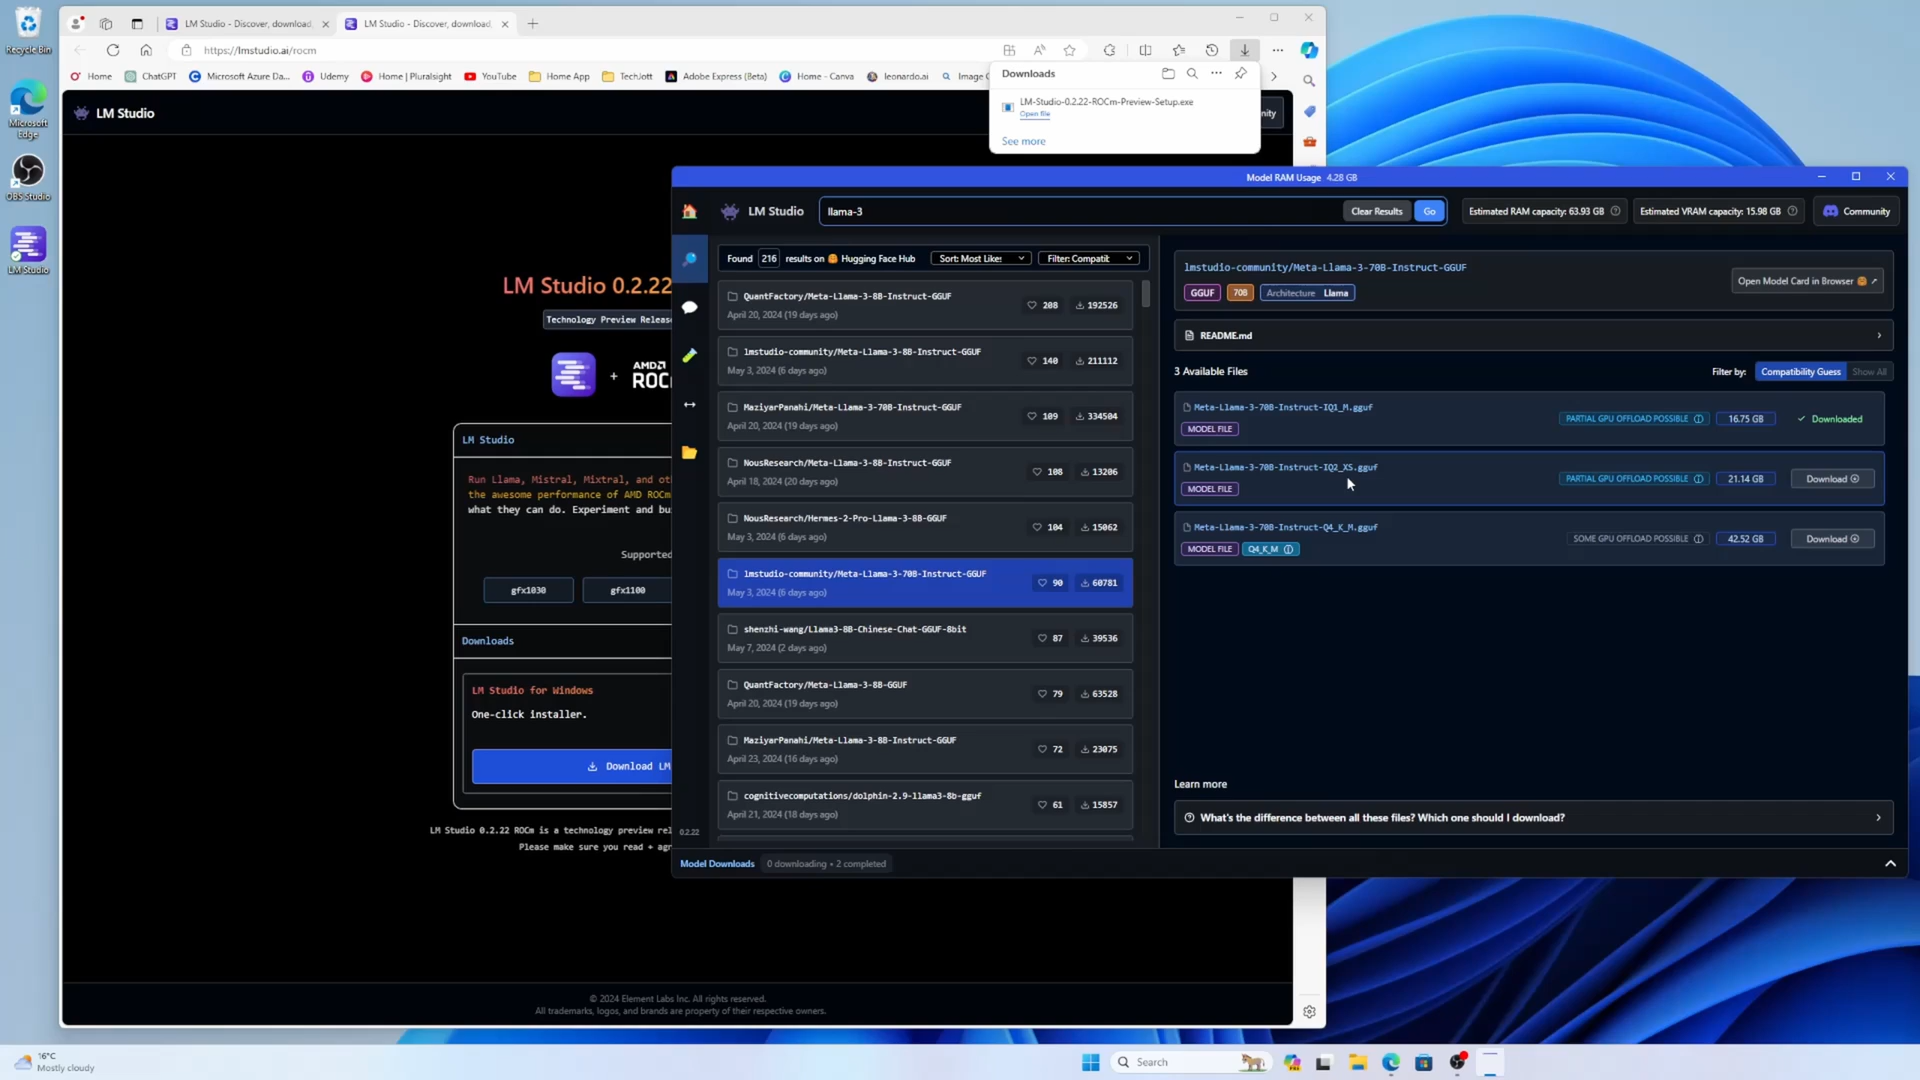 Recycle Bin
Microsoft Edge
OBS Studio
LM Studio
LM Studio - Discover, download,
LM Studio - Discover, download,
https://lmstudio.ai/rocm
Home
ChatGPT
Microsoft Azure Da...
Udemy
Home | Pluralsight
YouTube
Home App
TechJott
Adobe Express (Beta)
Home - Canva
leonardo.ai
Image C
Downloads
LM-Studio-0.2.22-ROCm-Preview-Setup.exe
Open file
See more
LM Studio
nity
LM Studio 0.2.22
Technology Preview Releas
+
AMD
ROC
LM Studio
Run Llama, Mistral, Mixtral, and ot
the awesome performance of AMD ROCm
what they can do. Experiment and bu
Supported
gfx1030
gfx1100
Downloads
LM Studio for Windows
One-click installer.
Download LM
LM Studio 0.2.22 ROCm is a technology preview rel
Please make sure you read + agr
© 2024 Element Labs Inc. All rights reserved.
All trademarks, logos, and brands are property of their respective owners.
Model RAM Usage 4.28 GB
LM Studio
llama-3
Clear Results
Go
Estimated RAM capacity: 63.93 GB
Estimated VRAM capacity: 15.98 GB
Community
Found 216 results on Hugging Face Hub
Sort: Most Like:
Filter: Compatit
QuantFactory/Meta-Llama-3-8B-Instruct-GGUF
208
192526
April 20, 2024 (19 days ago)
lmstudio-community/Meta-Llama-3-8B-Instruct-GGUF
140
211112
May 3, 2024 (6 days ago)
MaziyarPanahi/Meta-Llama-3-70B-Instruct-GGUF
109
334504
April 20, 2024 (19 days ago)
NousResearch/Meta-Llama-3-8B-Instruct-GGUF
108
13206
April 18, 2024 (20 days ago)
NousResearch/Hermes-2-Pro-Llama-3-8B-GGUF
104
15062
May 3, 2024 (6 days ago)
lmstudio-community/Meta-Llama-3-70B-Instruct-GGUF
90
60781
May 3, 2024 (6 days ago)
shenzhi-wang/Llama3-8B-Chinese-Chat-GGUF-8bit
87
39536
May 7, 2024 (2 days ago)
QuantFactory/Meta-Llama-3-8B-GGUF
79
63528
April 20, 2024 (19 days ago)
MaziyarPanahi/Meta-Llama-3-8B-Instruct-GGUF
72
23075
April 23, 2024 (16 days ago)
cognitivecomputations/dolphin-2.9-llama3-8b-gguf
61
15857
April 21, 2024 (18 days ago)
0.2.22
lmstudio-community/Meta-Llama-3-70B-Instruct-GGUF
GGUF
70B
Architecture Llama
Open Model Card in Browser
README.md
3 Available Files
Filter by:
Compatibility Guess
Show All
Meta-Llama-3-70B-Instruct-IQ1_M.gguf
MODEL FILE
PARTIAL GPU OFFLOAD POSSIBLE
16.75 GB
Downloaded
Meta-Llama-3-70B-Instruct-IQ2_XS.gguf
MODEL FILE
PARTIAL GPU OFFLOAD POSSIBLE
21.14 GB
Download
Meta-Llama-3-70B-Instruct-Q4_K_M.gguf
MODEL FILE
Q4_K_M
SOME GPU OFFLOAD POSSIBLE
42.52 GB
Download
Learn more
What's the difference between all these files? Which one should I download?
Model Downloads
0 downloading • 2 completed
16°C
Mostly cloudy
Search